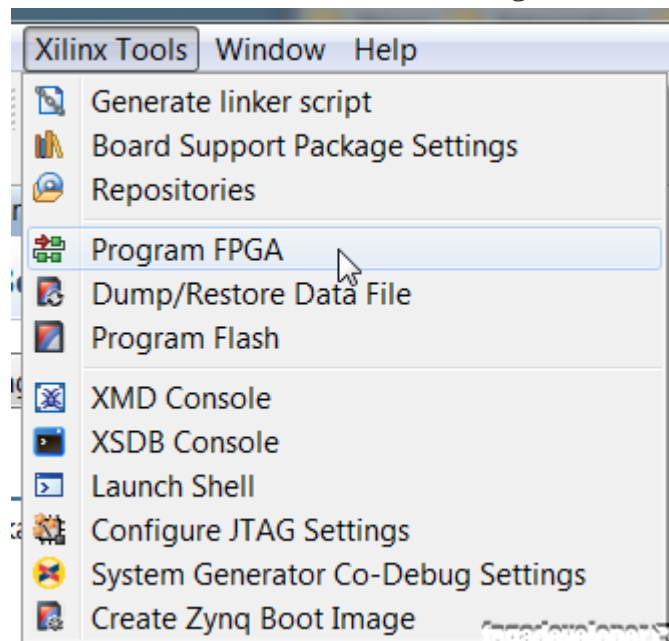 Xilinx Tools Window Help
Generate linker script
Board Support Package Settings
Repositories
Program FPGA
Dump/Restore Data File
Program Flash
XMD Console
XSDB Console
Launch Shell
Configure JTAG Settings
System Generator Co-Debug Settings
Create Zynq Boot Image